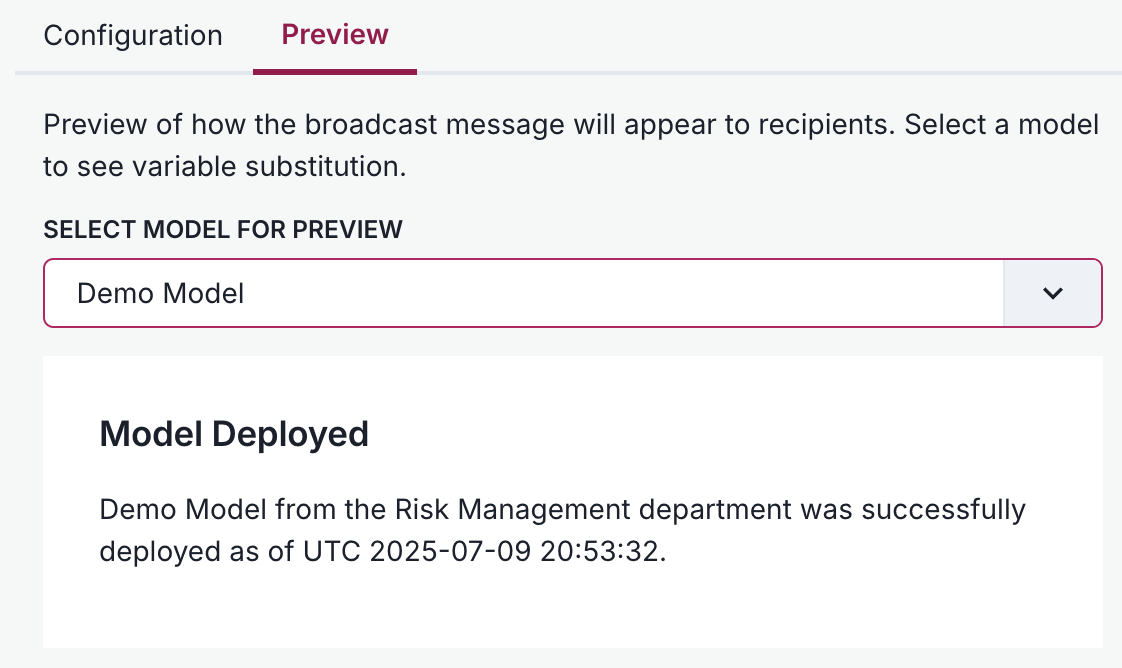 Configuration Preview
Preview of how the broadcast message will appear to recipients. Select a model
to see variable substitution.
SELECT MODEL FOR PREVIEW
Demo Model
Model Deployed
Demo Model from the Risk Management department was successfully
deployed as of UTC 2025-07-09 20:53:32.